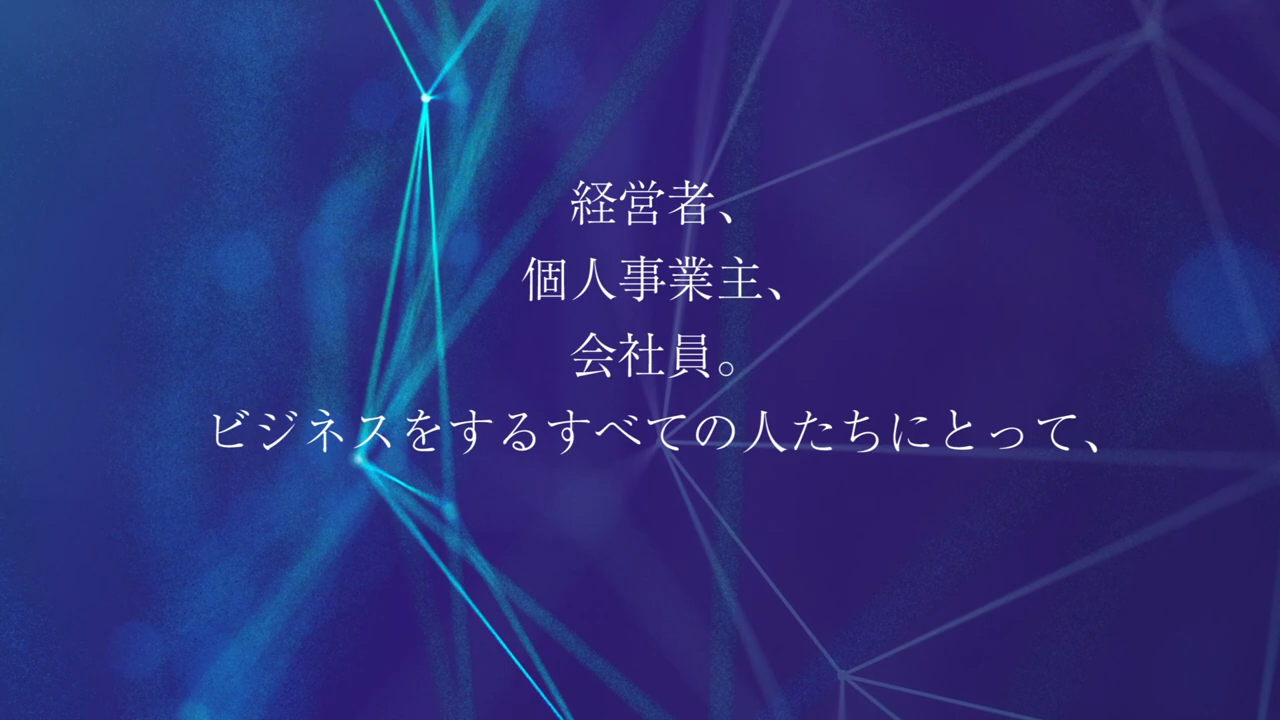 経営者、
個人事業主、
会社員。
ビジネスをするすべての人たちにとって、